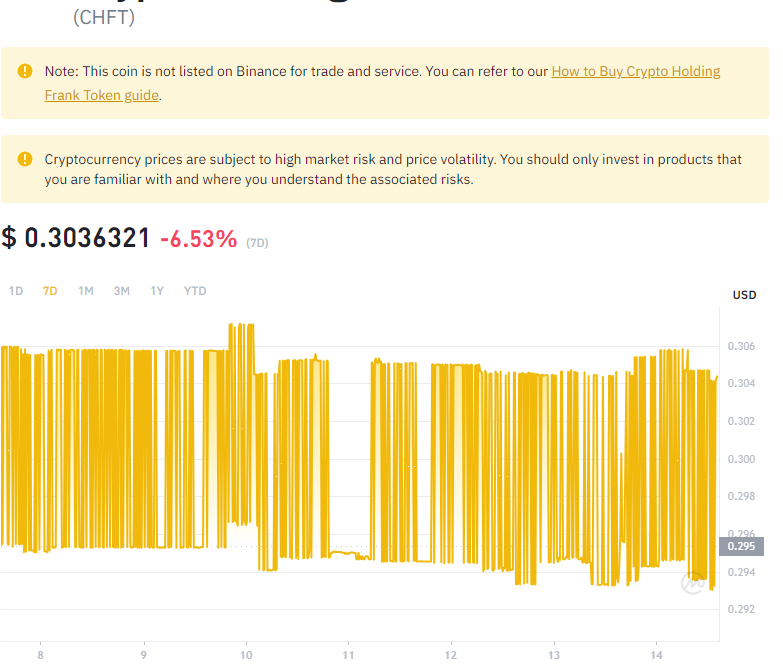 (CHFT)
Note: This coin is not listed on Binance for trade and service. You can refer to our How to Buy Crypto Holding
Frank Token guide.
Cryptocurrency prices are subject to high market risk and price volatility. You should only invest in products that
you are familiar with and where you understand the associated risks.
$ 0.3036321 -6.53% (7D)
1D 7D 1M 3M 1Y YTD
USD
0.306
0.304
0.302
0.300
0.298
0.296
0.295
0.294
0.292
8 9 10 11 12 13 14